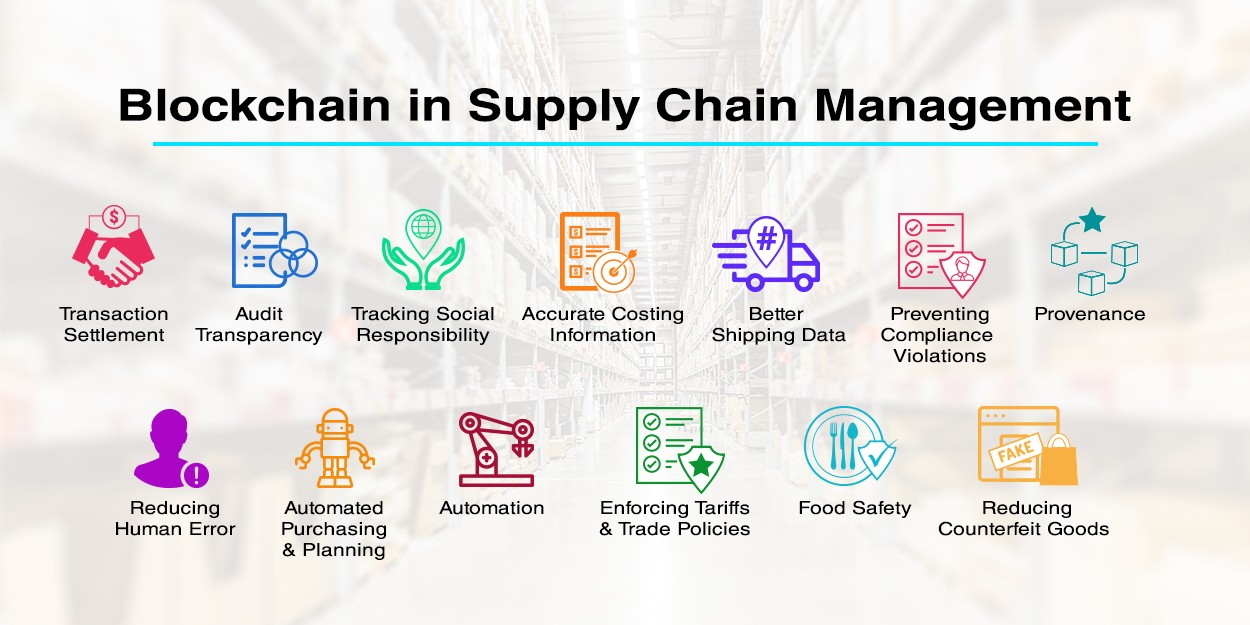 Blockchain in Supply Chain Management
$
#
Transaction
Settlement
Audit
Transparency
Tracking Social
Responsibility
$
$
$
Accurate Costing
Information
Better
Shipping Data
Preventing
Compliance
Violations
Provenance
!
Reducing
Human Error
Automated
Purchasing
& Planning
Automation
Enforcing Tariffs
& Trade Policies
Food Safety
FAKE
Reducing
Counterfeit Goods